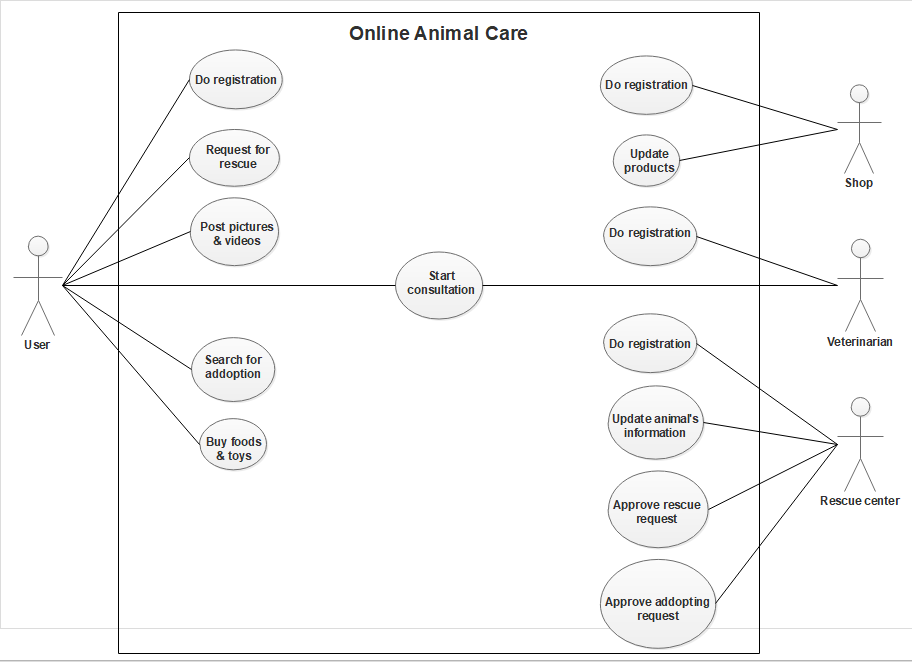 Online Animal Care
Do registration
Request for
rescue
Post pictures
& videos
Start
consultation
Search for
addoption
Buy foods
& toys
User
Do registration
Update
products
Shop
Do registration
Veterinarian
Do registration
Update animal's
information
Approve rescue
request
Approve addopting
request
Rescue center